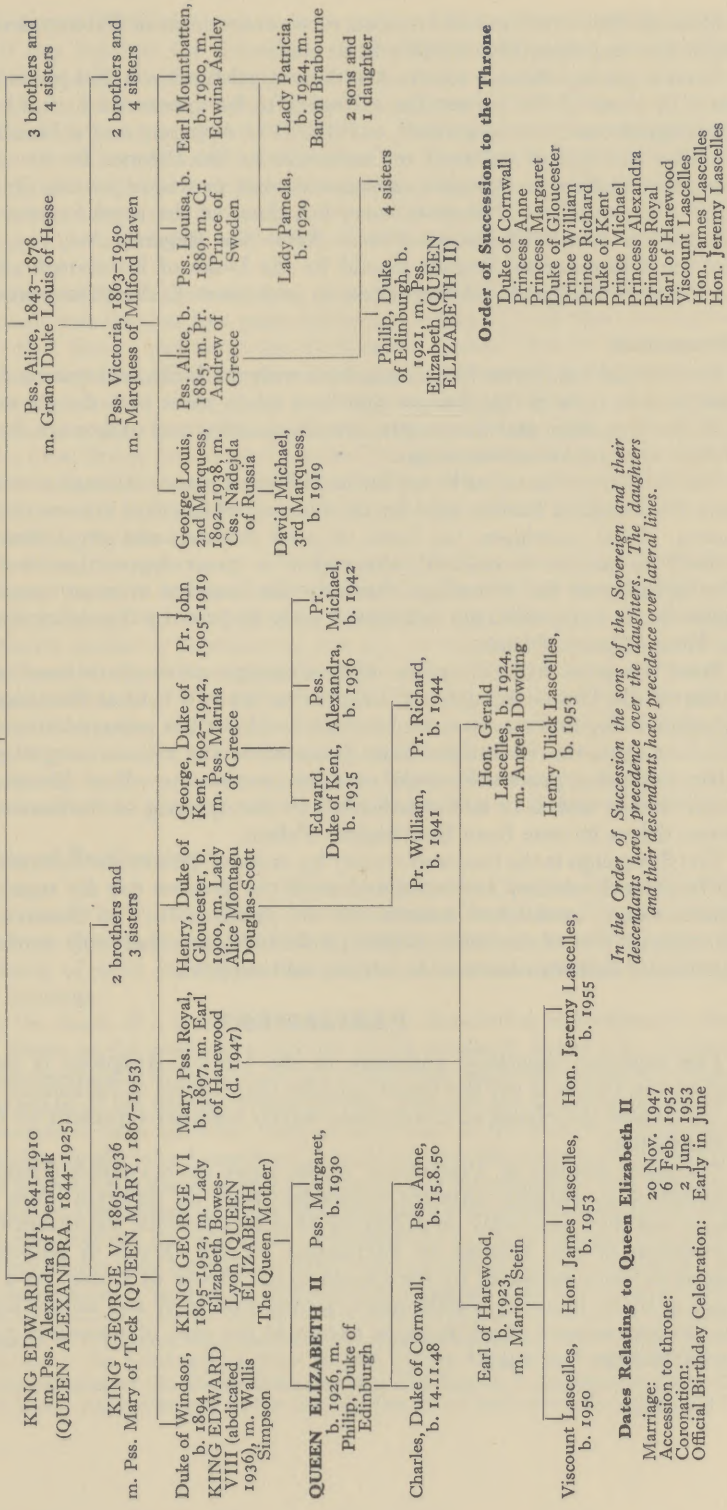 KING EDWARD VII, 1841–1910
m. Pss. Alexandra of Denmark
(QUEEN ALEXANDRA, 1844–1925)
Pss. Alice, 1843–1878
m. Grand Duke Louis of Hesse
3 brothers and
4 sisters
KING GEORGE V, 1865–1936
m. Pss. Mary of Teck (QUEEN MARY, 1867–1953)
2 brothers and
3 sisters
Pss. Victoria, 1863–1950
m. Marquess of Milford Haven
2 brothers and
4 sisters
Duke of Windsor,
b. 1894
KING EDWARD
VIII (abdicated
1936), m. Wallis
Simpson
KING GEORGE VI
1895–1952, m. Lady
Elizabeth Bowes-
Lyon (QUEEN
ELIZABETH
The Queen Mother)
Mary, Pss. Royal,
b. 1897, m. Earl
of Harewood
(d. 1947)
Henry, Duke of
Gloucester, b.
1900, m. Lady
Alice Montagu
Douglas-Scott
George, Duke of
Kent, 1902–1942,
m. Pss. Marina
of Greece
Pr. John
1905–1919
George Louis,
2nd Marquess,
1892–1938, m.
Css. Nadejda
of Russia
Pss. Alice, b.
1885, m. Pr.
Andrew of
Greece
Pss. Louisa, b.
1889, m. Cr.
Prince of
Sweden
Earl Mountbatten,
b. 1900, m.
Edwina Ashley
QUEEN ELIZABETH II
b. 1926, m.
Philip, Duke of
Edinburgh
Pss. Margaret,
b. 1930
Edward,
Duke of Kent,
b. 1935
Pss.
Alexandra,
b. 1936
Pr.
Michael,
b. 1942
David Michael,
3rd Marquess,
b. 1919
Lady Pamela,
b. 1929
Lady Patricia,
b. 1924, m.
Baron Brabourne
2 sons and
1 daughter
Charles, Duke of Cornwall,
b. 14.11.48
Pss. Anne,
b. 15.8.50
Pr. William,
b. 1941
Pr. Richard,
b. 1944
Philip, Duke
of Edinburgh, b.
1921, m. Pss.
Elizabeth (QUEEN
ELIZABETH II)
4 sisters
Earl of Harewood,
b. 1923,
m. Marion Stein
Hon. Gerald
Lascelles, b. 1924,
m. Angela Dowding
Viscount Lascelles,
b. 1950
Hon. James Lascelles,
b. 1953
Hon. Jeremy Lascelles,
b. 1955
Henry Ulick Lascelles,
b. 1953
Dates Relating to Queen Elizabeth II
Marriage: 20 Nov. 1947
Accession to throne: 6 Feb. 1952
Coronation: 2 June 1953
Official Birthday Celebration: Early in June
In the Order of Succession the sons of the Sovereign and their
descendants have precedence over the daughters. The daughters
and their descendants have precedence over lateral lines.
Order of Succession to the Throne
Duke of Cornwall
Princess Anne
Princess Margaret
Duke of Gloucester
Prince William
Prince Richard
Duke of Kent
Prince Michael
Princess Alexandra
Princess Royal
Earl of Harewood
Viscount Lascelles
Hon. James Lascelles
Hon. Jeremy Lascelles